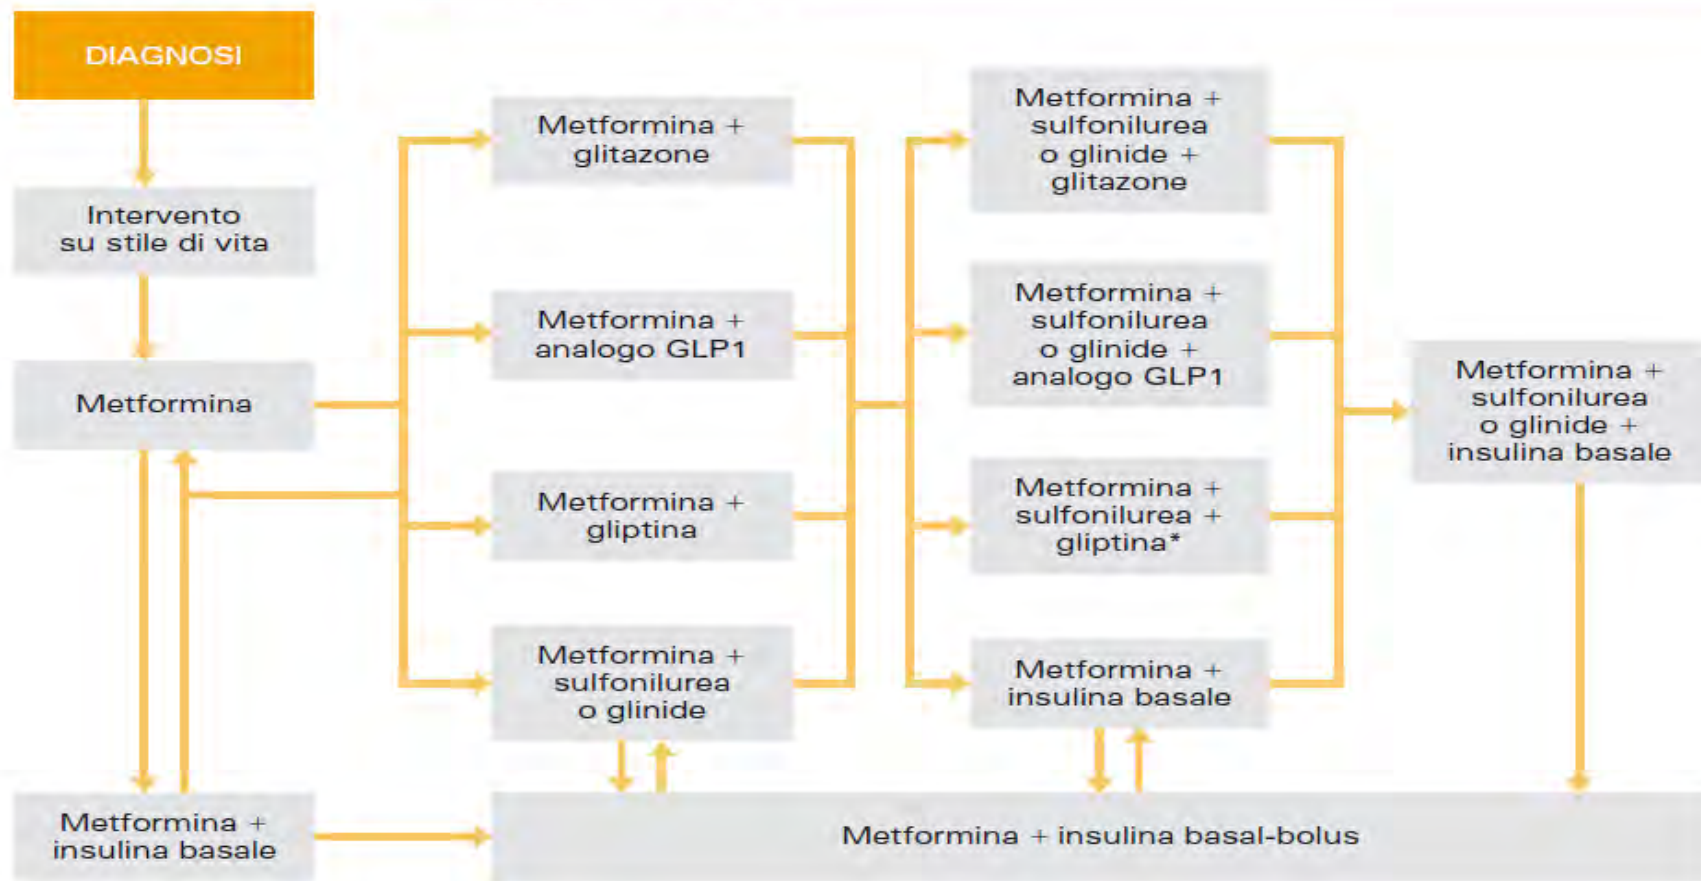 DIAGNOSI
Intervento
su stile di vita
Metformina
Metformina +
insulina basale
Metformina +
glitazone
Metformina +
analogo GLP1
Metformina +
gliptina
Metformina +
sulfonilurea
o glinide
Metformina +
sulfonilurea
o glinide +
glitazone
Metformina +
sulfonilurea
o glinide +
analogo GLP1
Metformina +
sulfonilurea +
gliptina*
Metformina +
insulina basale
Metformina +
sulfonilurea
o glinide +
insulina basale
Metformina + insulina basal-bolus